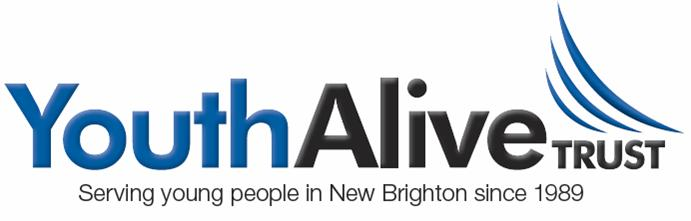 YouthAlive TRUST
Serving young people in New Brighton since 1989